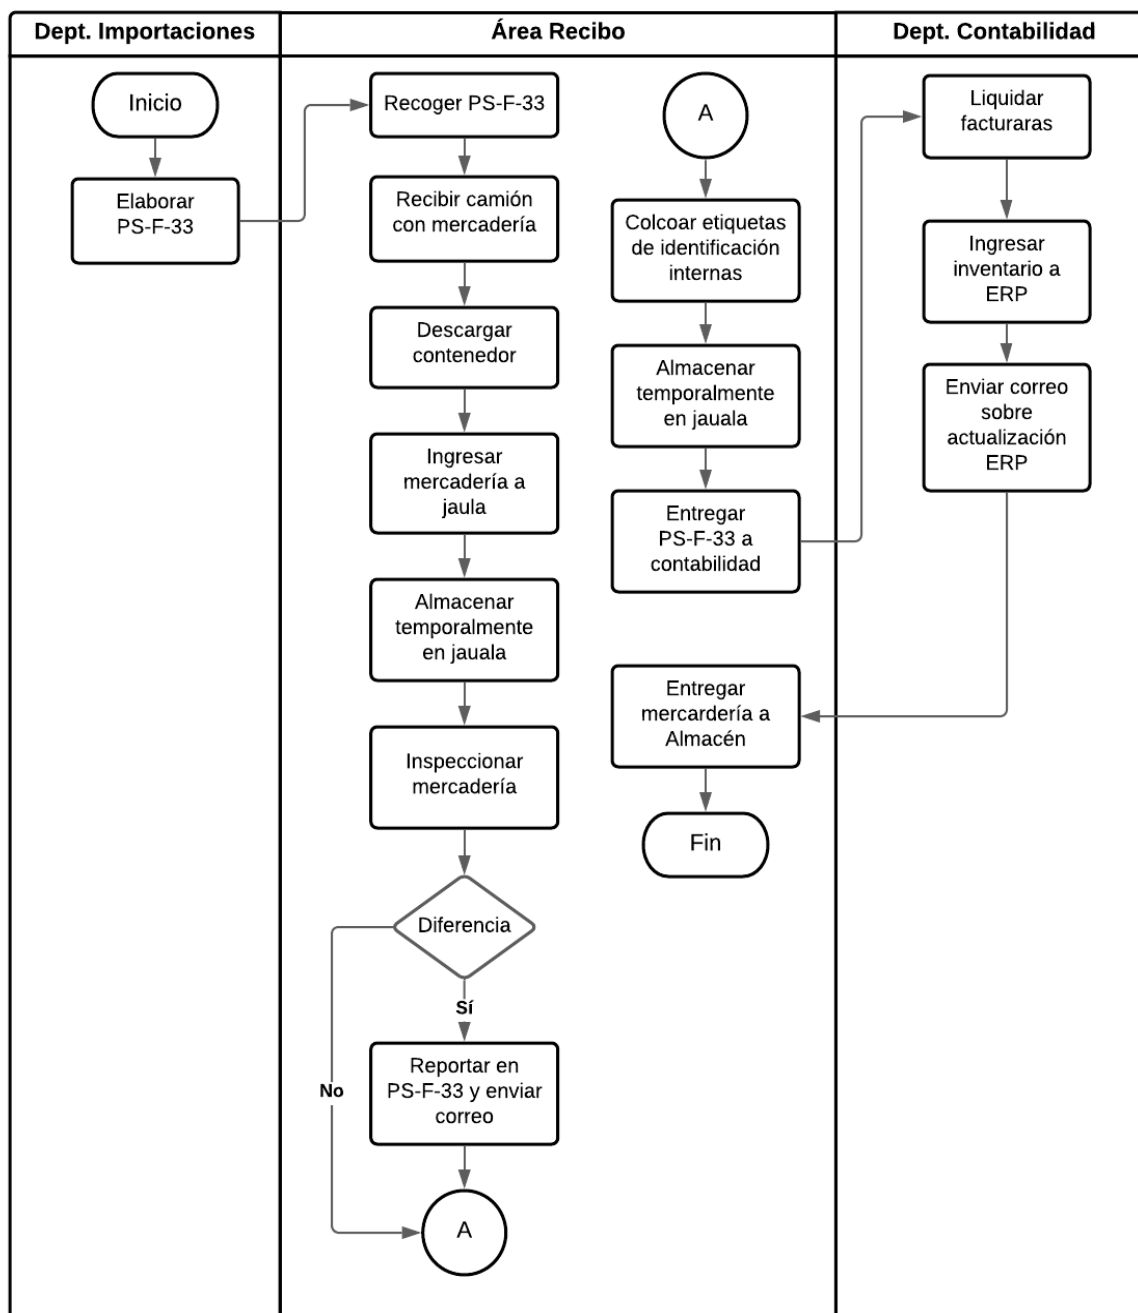 Dept. Importaciones
Área Recibo
Dept. Contabilidad
Inicio
Elaborar
PS-F-33
Recoger PS-F-33
Recibir camión
con mercadería
Descargar
contenedor
Ingresar
mercadería a
jaula
Almacenar
temporalmente
en jauala
Inspeccionar
mercadería
Diferencia
Sí
No
Reportar en
PS-F-33 y enviar
correo
A
A
Colcoar etiquetas
de identificación
internas
Almacenar
temporalmente
en jauala
Entregar
PS-F-33 a
contabilidad
Entregar
mercardería a
Almacén
Fin
Liquidar
facturaras
Ingresar
inventario a
ERP
Enviar correo
sobre
actualización
ERP